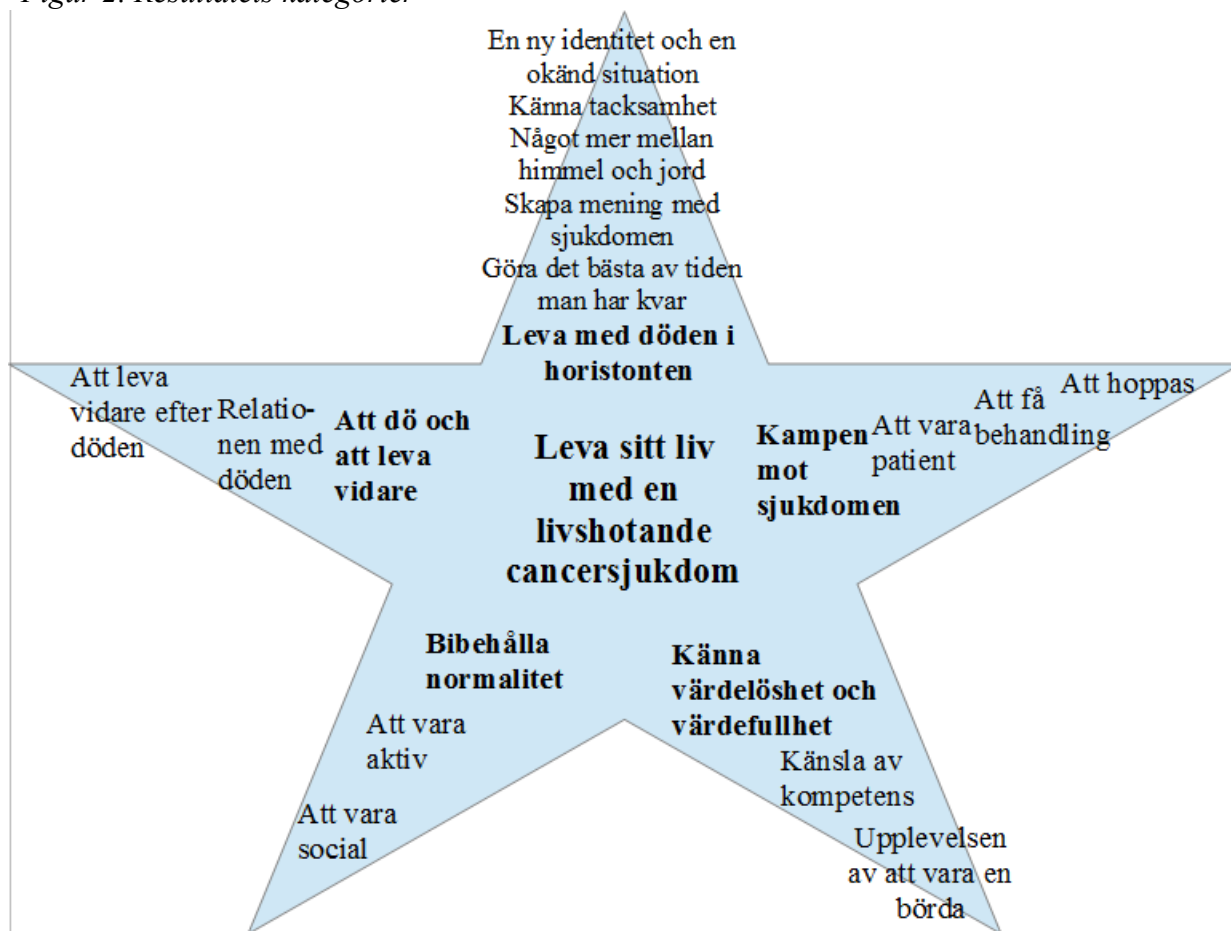 Figur 2. Resultatets kategorier
En ny identitet och en
okänd situation
Känna tacksamhet
Något mer mellan
himmel och jord
Skapa mening med
sjukdomen
Göra det bästa av tiden
man har kvar
Leva med döden i
horistonten
Att leva
vidare efter
döden
Relatio-
nen med
döden
Att dö och
att leva
vidare
Leva sitt liv
med en
livshotande
cancersjukdom
Kampen
mot
sjukdomen
Att vara
patient
Att få
behandling
Att hoppas
Bibehålla
normalitet
Att vara
aktiv
Att vara
social
Känna
värdelöshet och
värdefullhet
Känsla av
kompetens
Upplevelsen
av att vara en
börda